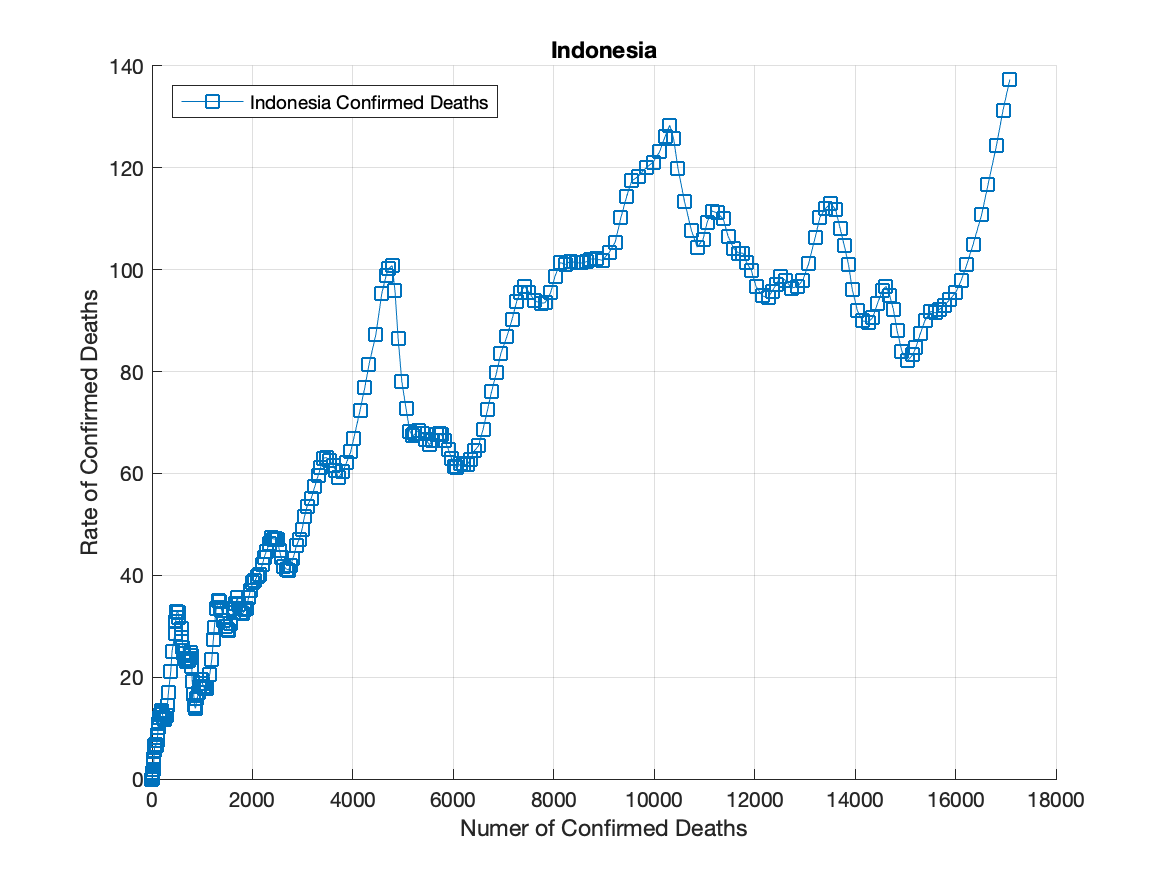 Indonesia
Indonesia Confirmed Deaths
Rate of Confirmed Deaths
140
120
100
80
60
40
20
0
0 2000 4000 6000 8000 10000 12000 14000 16000 18000
Numer of Confirmed Deaths